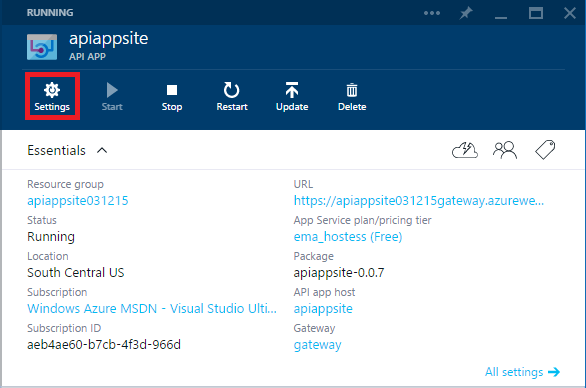 RUNNING
apiappsite
API APP
Settings
Start
Stop
Restart
Update
Delete
Essentials
Resource group
apiappsite031215
Status
Running
Location
South Central US
Subscription
Windows Azure MSDN - Visual Studio Ulti...
Subscription ID
aeb4ae60-b7cb-4f3d-966d
URL
https://apiappsite031215gateway.azurewe...
App Service plan/pricing tier
ema_hostess (Free)
Package
apiappsite-0.0.7
API app host
apiappsite
Gateway
gateway
All settings